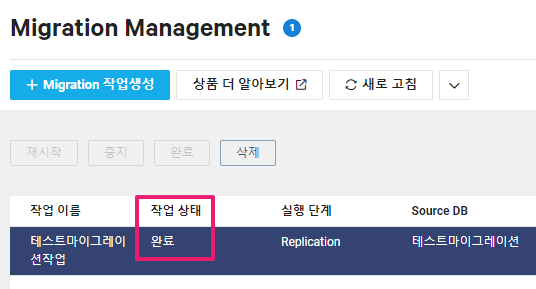 Migration Management 1
+ Migration 작업생성 상품 더 알아보기 새로 고침
재시작 중지 완료 삭제
작업 이름 작업 상태 실행 단계 Source DB
테스트마이그레이 완료 Replication 테스트마이그레이션
션작업